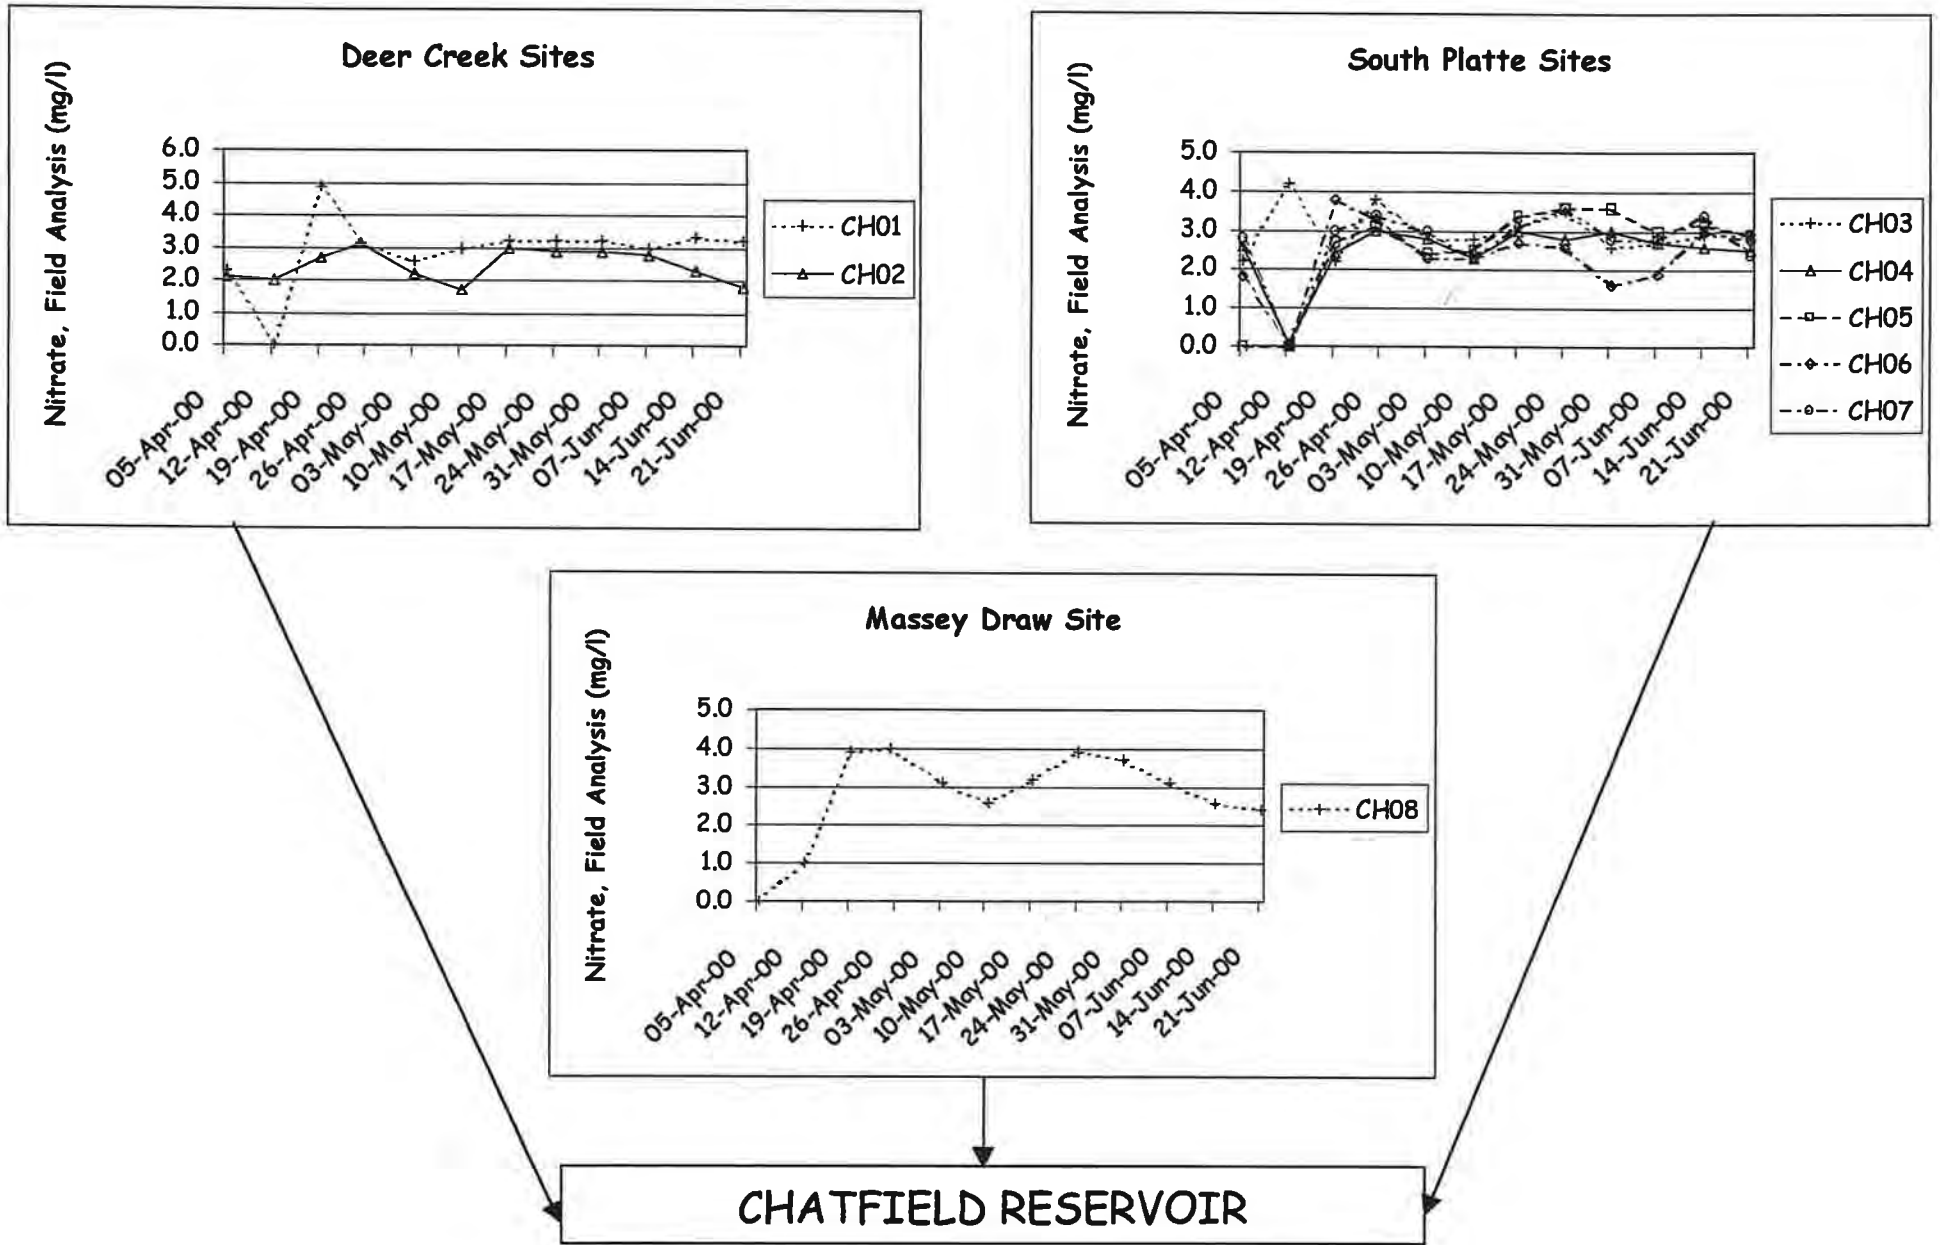 Deer Creek Sites
Nitrate, Field Analysis (mg/l)
6.0
5.0
4.0
3.0
2.0
1.0
0.0
05-Apr-00
12-Apr-00
19-Apr-00
26-Apr-00
03-May-00
10-May-00
17-May-00
24-May-00
31-May-00
07-Jun-00
14-Jun-00
21-Jun-00
CH01
CH02
South Platte Sites
Nitrate, Field Analysis (mg/l)
5.0
4.0
3.0
2.0
1.0
0.0
05-Apr-00
12-Apr-00
19-Apr-00
26-Apr-00
03-May-00
10-May-00
17-May-00
24-May-00
31-May-00
07-Jun-00
14-Jun-00
21-Jun-00
CH03
CH04
CH05
CH06
CH07
Massey Draw Site
Nitrate, Field Analysis (mg/l)
5.0
4.0
3.0
2.0
1.0
0.0
05-Apr-00
12-Apr-00
19-Apr-00
26-Apr-00
03-May-00
10-May-00
17-May-00
24-May-00
31-May-00
07-Jun-00
14-Jun-00
21-Jun-00
CH08
CHATFIELD RESERVOIR